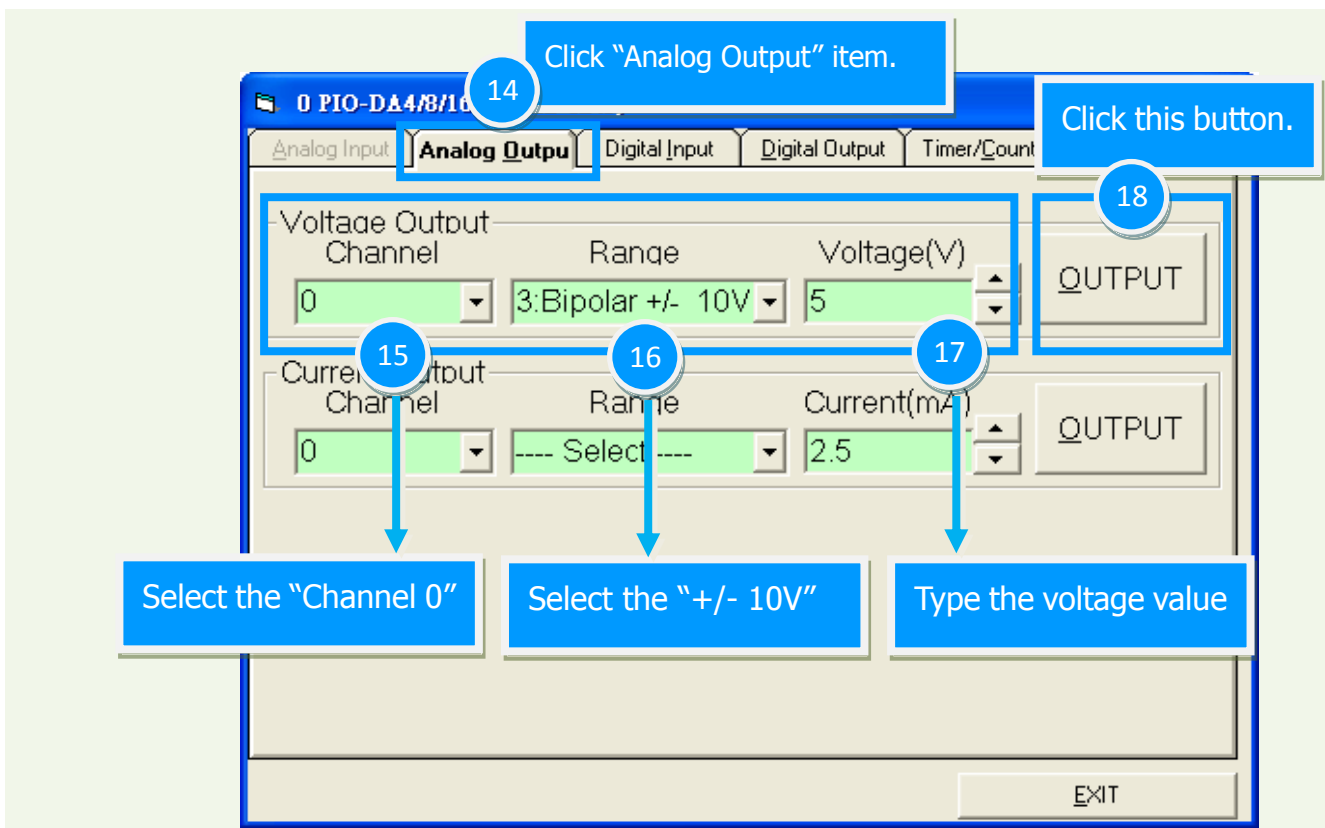 Click “Analog Output” item.
14
0 PIO-DA4/8/16
Click this button.
Analog Input
Analog Outpu
Digital Input
Digital Output
Timer/Count
18
Voltage Output
Channel
Range
Voltage(V)
0
3:Bipolar +/- 10V
5
OUTPUT
15
16
17
Current Output
Channel
Range
Current(mA)
0
---- Select ----
2.5
OUTPUT
Select the “Channel 0”
Select the “+/- 10V”
Type the voltage value
EXIT